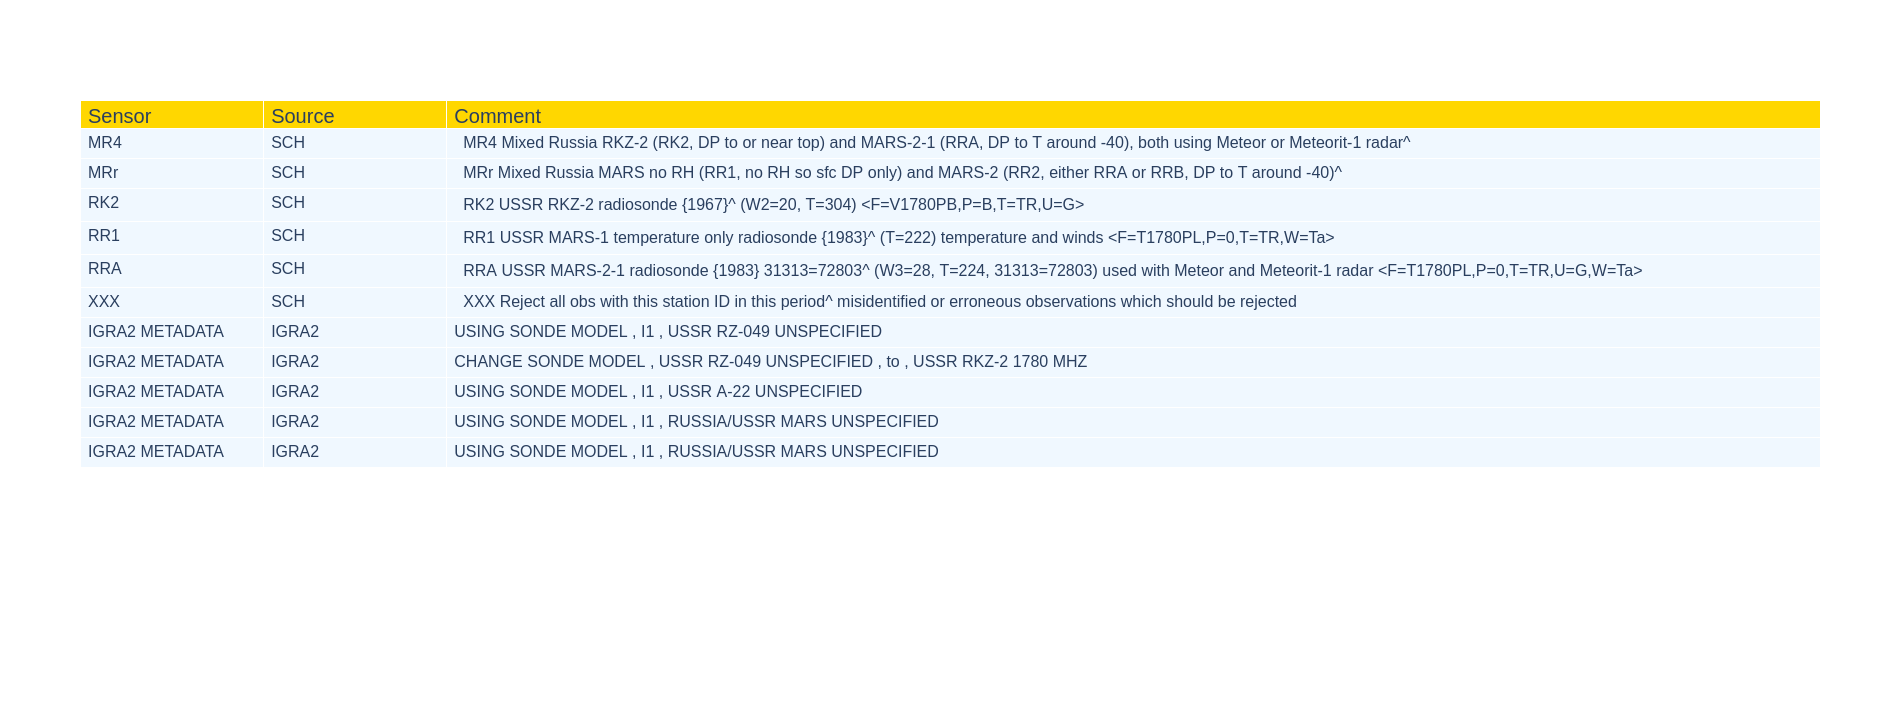 Sensor Source Comment
MR4 SCH MR4 Mixed Russia RKZ-2 (RK2, DP to or near top) and MARS-2-1 (RRA, DP to T around -40), both using Meteor or Meteorit-1 radar^
MRr SCH MRr Mixed Russia MARS no RH (RR1, no RH so sfc DP only) and MARS-2 (RR2, either RRA or RRB, DP to T around -40)^
RK2 SCH RK2 USSR RKZ-2 radiosonde {1967}^ (W2=20, T=304) <F=V1780PB,P=B,T=TR,U=G>
RR1 SCH RR1 USSR MARS-1 temperature only radiosonde {1983}^ (T=222) temperature and winds <F=T1780PL,P=0,T=TR,W=Ta>
RRA SCH RRA USSR MARS-2-1 radiosonde {1983} 31313=72803^ (W3=28, T=224, 31313=72803) used with Meteor and Meteorit-1 radar <F=T1780PL,P=0,T=TR,U=G,W=Ta>
XXX SCH XXX Reject all obs with this station ID in this period^ misidentified or erroneous observations which should be rejected
IGRA2 METADATA IGRA2 USING SONDE MODEL , I1 , USSR RZ-049 UNSPECIFIED
IGRA2 METADATA IGRA2 CHANGE SONDE MODEL , USSR RZ-049 UNSPECIFIED , to , USSR RKZ-2 1780 MHZ
IGRA2 METADATA IGRA2 USING SONDE MODEL , I1 , USSR A-22 UNSPECIFIED
IGRA2 METADATA IGRA2 USING SONDE MODEL , I1 , RUSSIA/USSR MARS UNSPECIFIED
IGRA2 METADATA IGRA2 USING SONDE MODEL , I1 , RUSSIA/USSR MARS UNSPECIFIED